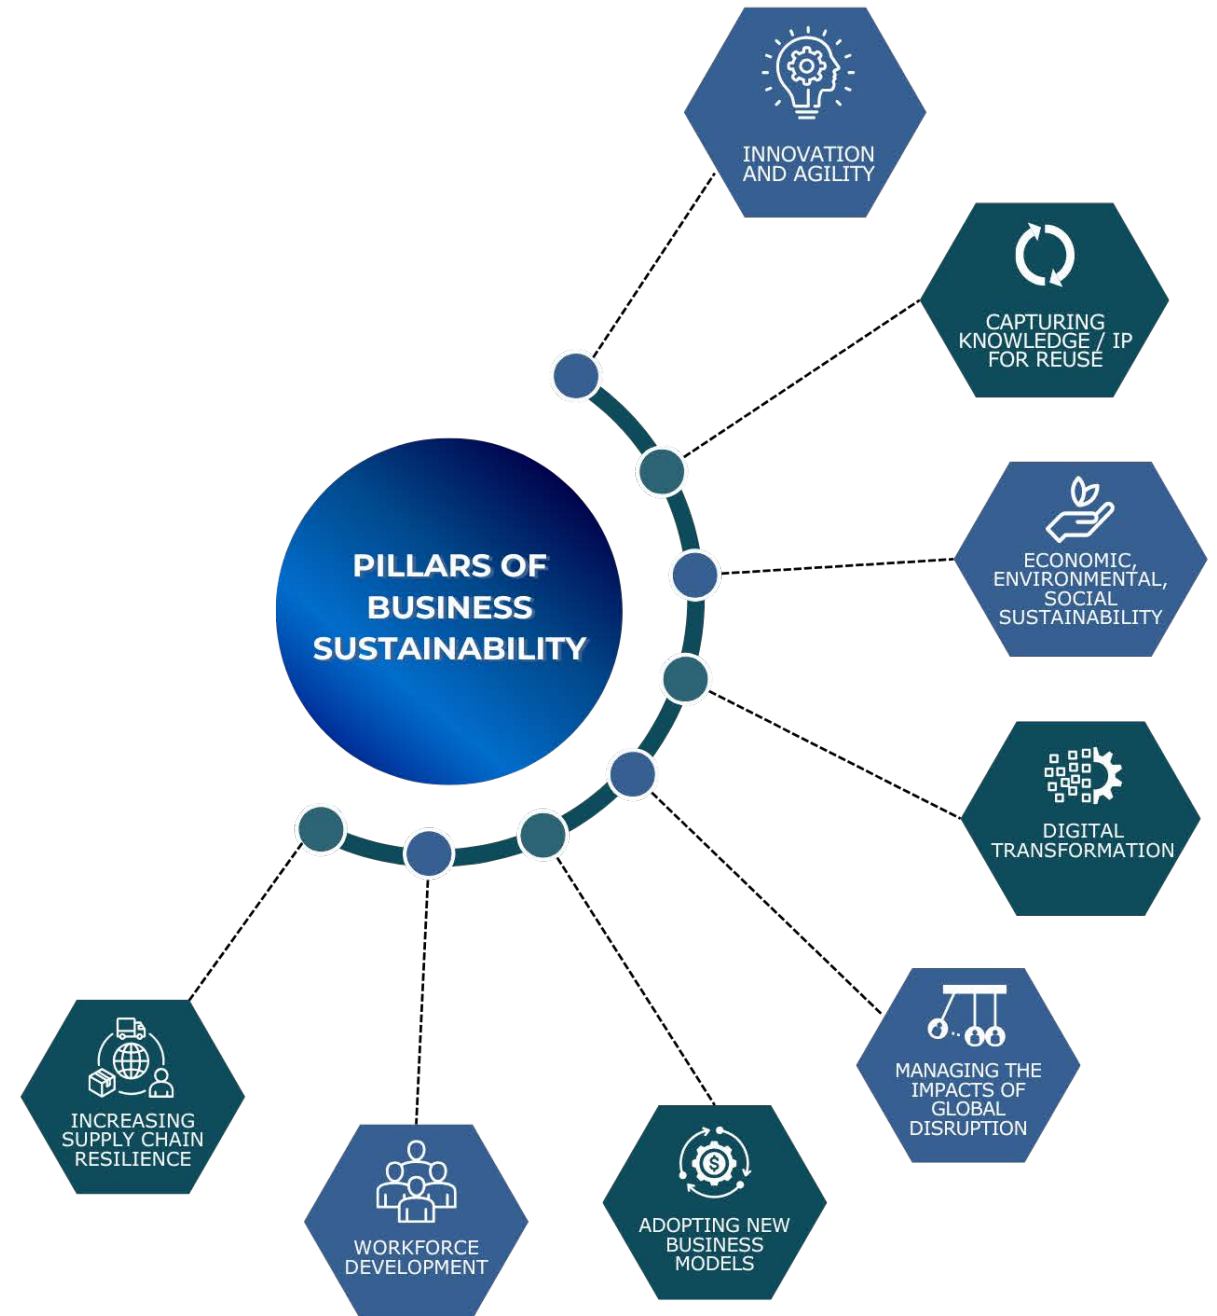 INNOVATION
AND AGILITY
CAPTURING
KNOWLEDGE / IP
FOR REUSE
PILLARS OF
BUSINESS
SUSTAINABILITY
ECONOMIC,
ENVIRONMENTAL,
SOCIAL
SUSTAINABILITY
DIGITAL
TRANSFORMATION
MANAGING THE
IMPACTS OF
GLOBAL
DISRUPTION
ADOPTING NEW
BUSINESS
MODELS
$
WORKFORCE
DEVELOPMENT
INCREASING
SUPPLY CHAIN
RESILIENCE